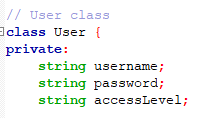 // User class
class User {
private:
string username;
string password;
string accessLevel;